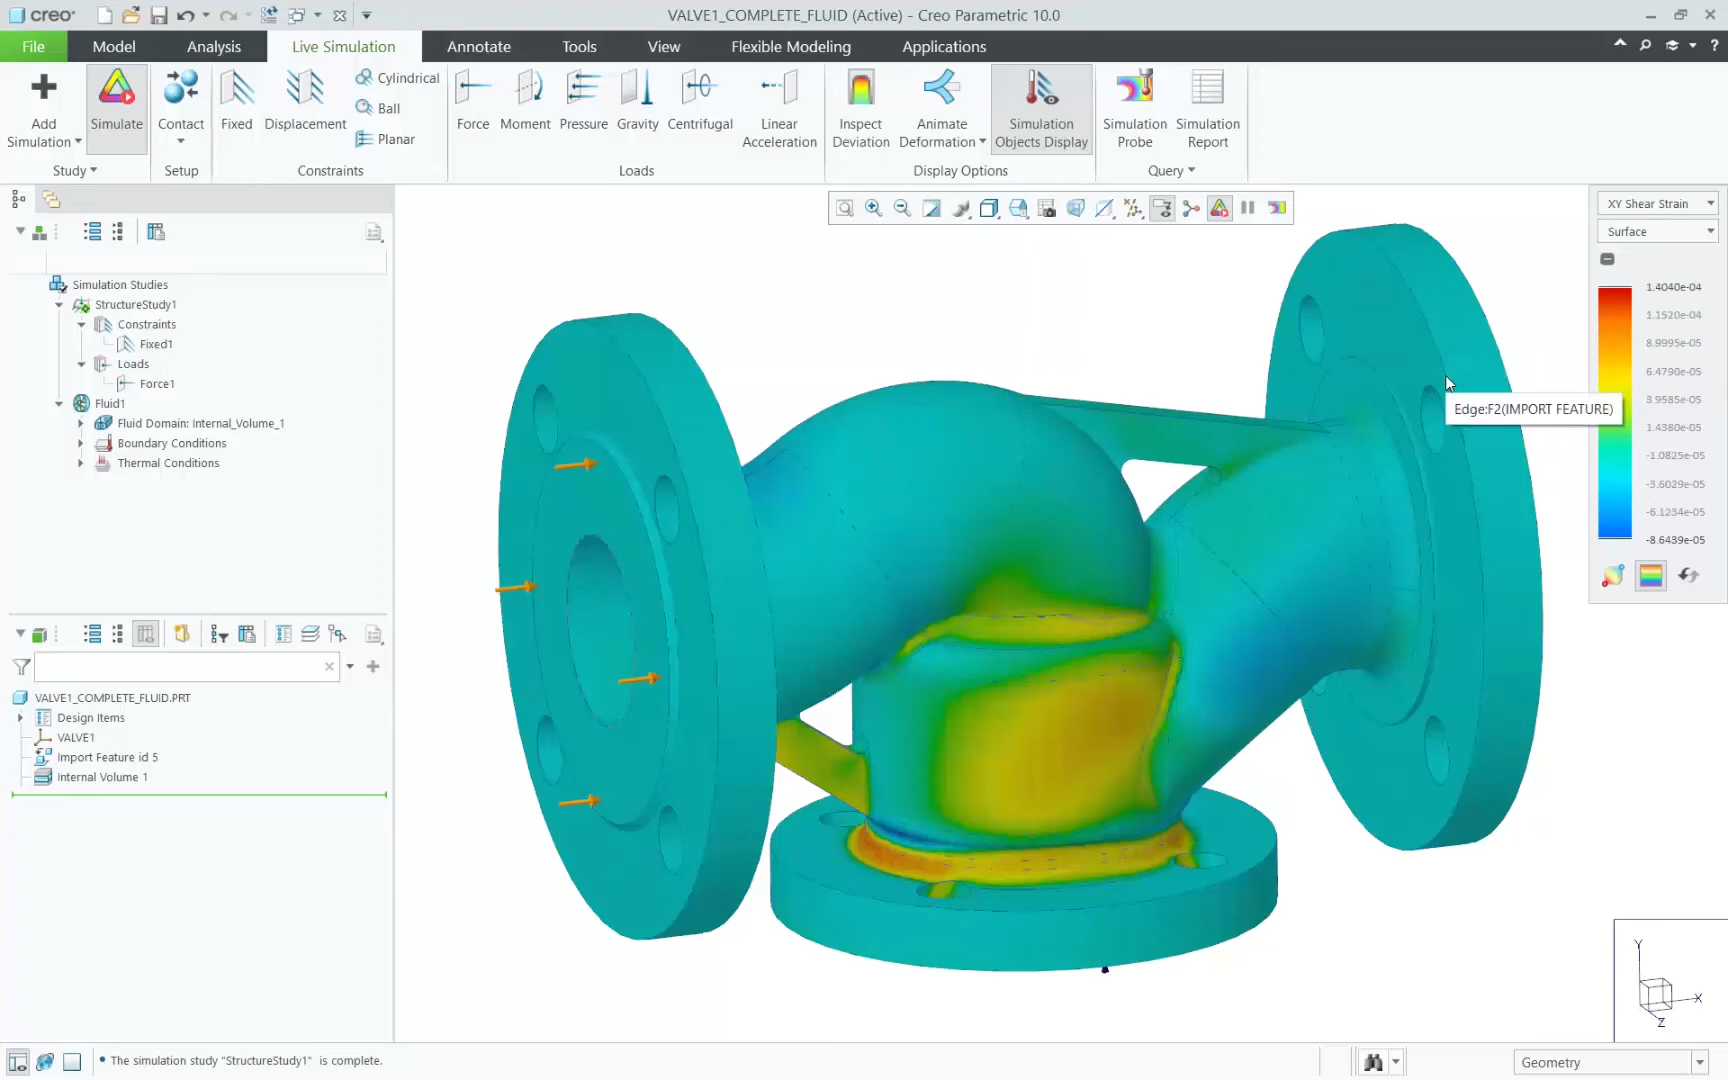 creo
VALVE1_COMPLETE_FLUID (Active) - Creo Parametric 10.0
File
Model
Analysis
Live Simulation
Annotate
Tools
View
Flexible Modeling
Applications
Add
Simulation
Simulate
Contact
Fixed
Displacement
Cylindrical
Ball
Planar
Force
Moment
Pressure
Gravity
Centrifugal
Linear
Acceleration
Inspect
Deviation
Animate
Deformation
Simulation
Objects Display
Simulation
Probe
Simulation
Report
Study
Setup
Constraints
Loads
Display Options
Query
Simulation Studies
StructureStudy1
Constraints
Fixed1
Loads
Force1
Fluid1
Fluid Domain: Internal_Volume_1
Boundary Conditions
Thermal Conditions
VALVE1_COMPLETE_FLUID.PRT
Design Items
VALVE1
Import Feature id 5
Internal Volume 1
XY Shear Strain
Surface
1.4040e-04
1.1520e-04
8.9995e-05
6.4790e-05
3.9585e-05
1.4380e-05
-1.0825e-05
-3.6029e-05
-6.1234e-05
-8.6439e-05
Edge:F2(IMPORT FEATURE)
Y
X
Z
• The simulation study "StructureStudy1" is complete.
Geometry